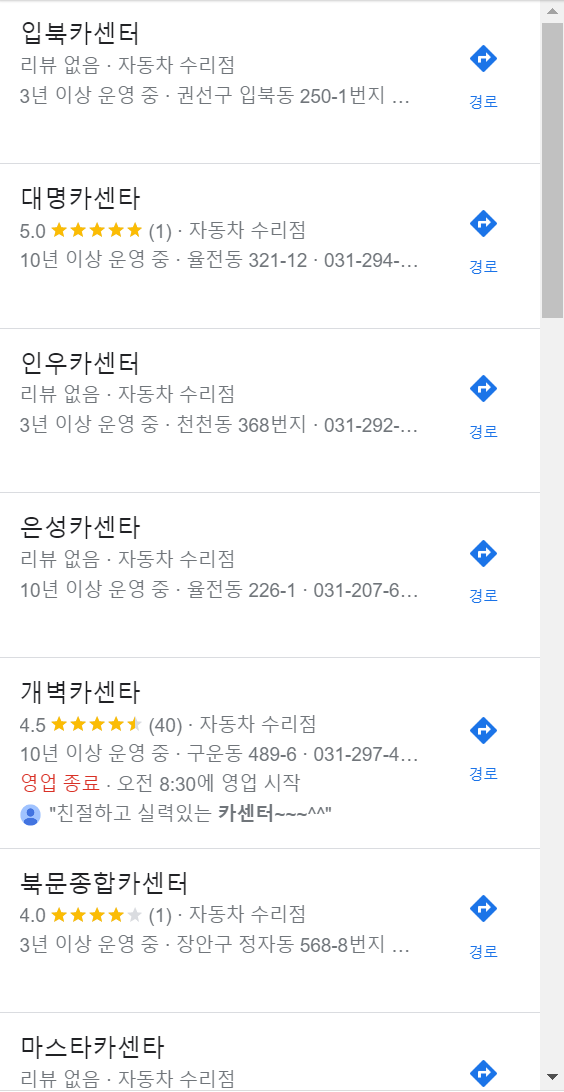 입북카센타
리뷰 없음 · 자동차 수리점
3년 이상 운영 중 · 권선구 입북동 250-1번지 …
경로
대명카센타
5.0 ★★★★★ (1) · 자동차 수리점
10년 이상 운영 중 · 율전동 321-12 · 031-294-…
경로
인우카센타
리뷰 없음 · 자동차 수리점
3년 이상 운영 중 · 천천동 368번지 · 031-292-…
경로
은성카센타
리뷰 없음 · 자동차 수리점
10년 이상 운영 중 · 율전동 226-1 · 031-207-6…
경로
개벽카센타
4.5 (40) · 자동차 수리점
10년 이상 운영 중 · 구운동 489-6 · 031-297-4…
영업 종료 · 오전 8:30에 영업 시작
"친절하고 실력있는 카센터~~~^^"
경로
북문종합카센터
4.0 (1) · 자동차 수리점
3년 이상 운영 중 · 장안구 정자동 568-8번지 …
경로
마스타카센타
리뷰 없음 · 자동차 수리점